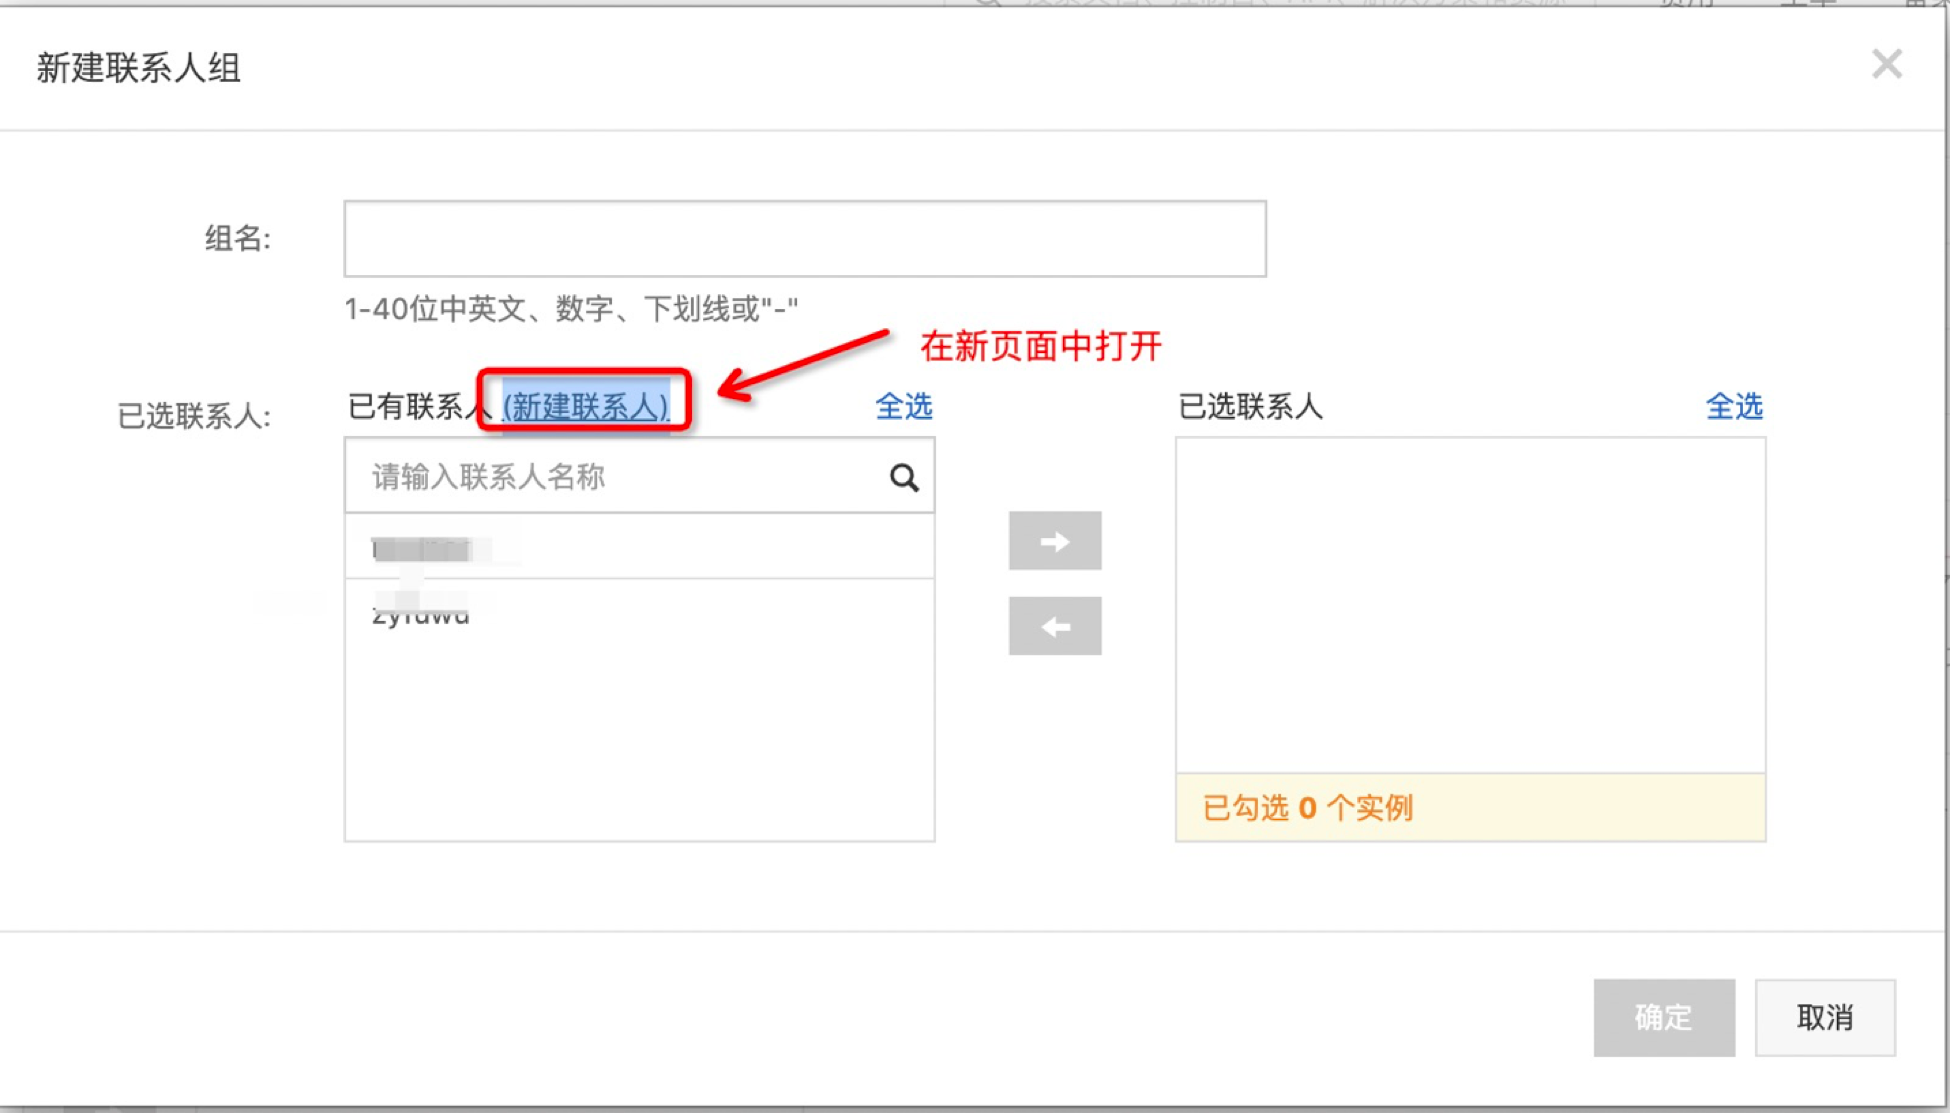 新建联系人组
组名:
1-40位中英文、数字、下划线或"-"
在新页面中打开
已选联系人:
已有联系人 (新建联系人)
全选
已选联系人
全选
请输入联系人名称
已勾选 0 个实例
确定
取消